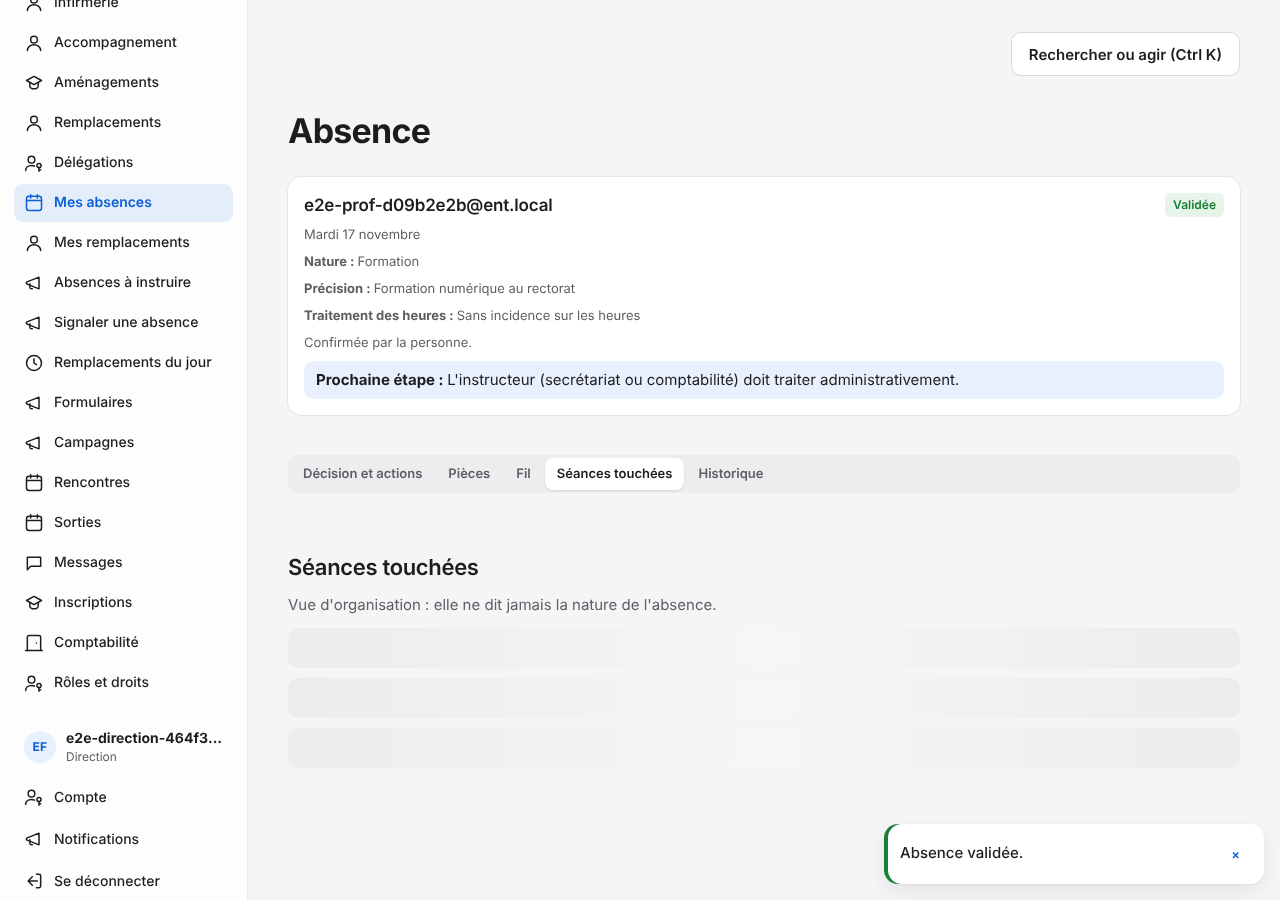 Infirmerie
Accompagnement
Aménagements
Remplacements
Délégations
Mes absences
Mes remplacements
Absences à instruire
Signaler une absence
Remplacements du jour
Formulaires
Campagnes
Rencontres
Sorties
Messages
Inscriptions
Comptabilité
Rôles et droits
EF
e2e-direction-464f3...
Direction
Compte
Notifications
Se déconnecter
Rechercher ou agir (Ctrl K)
Absence
e2e-prof-d09b2e2b@ent.local
Validée
Mardi 17 novembre
Nature : Formation
Précision : Formation numérique au rectorat
Traitement des heures : Sans incidence sur les heures
Confirmée par la personne.
Prochaine étape : L'instructeur (secrétariat ou comptabilité) doit traiter administrativement.
Décision et actions Pièces Fil Séances touchées Historique
Séances touchées
Vue d'organisation : elle ne dit jamais la nature de l'absence.
Absence validée. ×